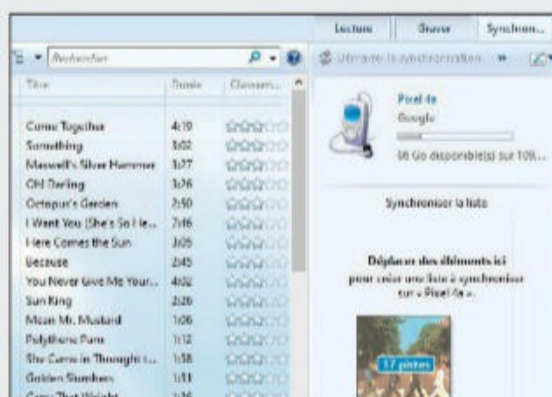 Lecture Graver Synchron...
Rechercher
Démarrer la synchronisation »
Titre Durée Classem...
Come Together 4:19
Something 3:02
Maxwell's Silver Hammer 3:27
Oh! Darling 3:26
Octopus's Garden 2:50
I Want You (She's So He... 7:46
Here Comes the Sun 3:05
Because 2:45
You Never Give Me Your... 4:02
Sun King 2:26
Mean Mr. Mustard 1:06
Polythene Pam 1:12
She Came in Through t... 1:58
Golden Slumbers 1:31
Carry That Weight 1:36
Pixel 4a
Google
Go disponible(s) sur 109...
Synchroniser la liste
Déplacer des éléments ici
pour créer une liste à synchroniser
sur « Pixel 4a ».
17 pistes